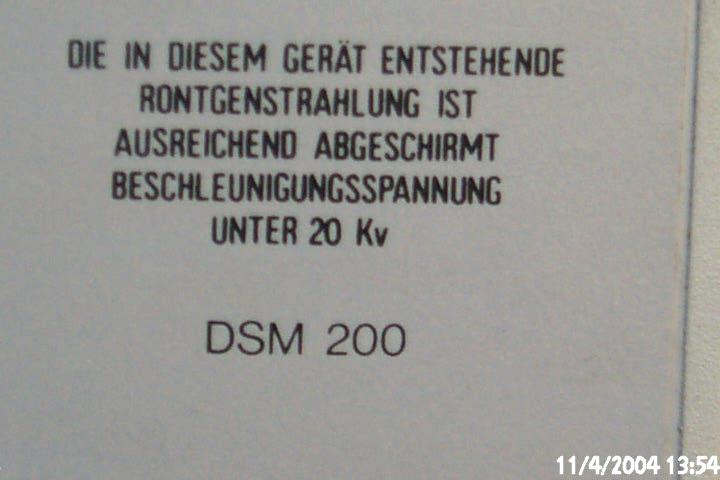 DIE IN DIESEM GERÄT ENTSTEHENDE
RONTGENSTRAHLUNG IST
AUSREICHEND ABGESCHIRMT
BESCHLEUNIGUNGSSPANNUNG
UNTER 20 Kv
DSM 200
11/4/2004 13:54